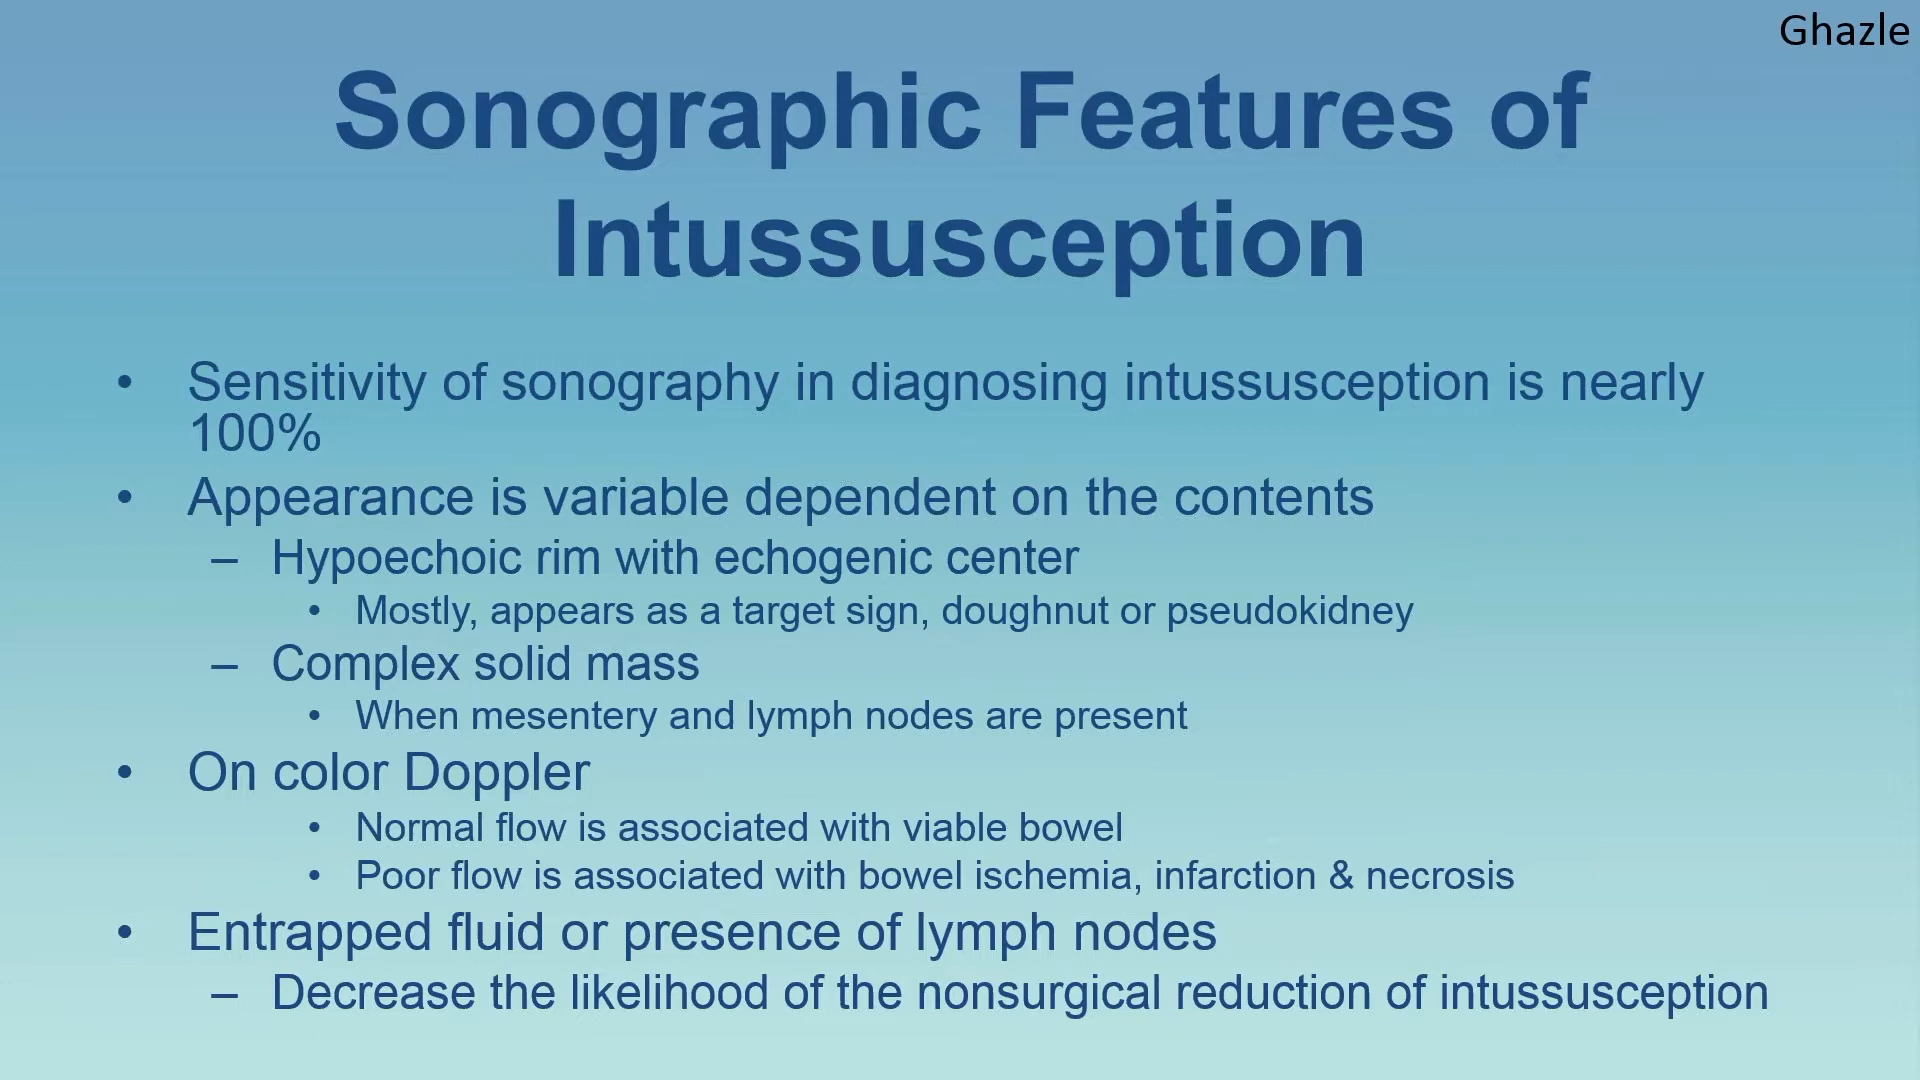 Ghazle
Sonographic Features of
Intussusception
• Sensitivity of sonography in diagnosing intussusception is nearly
100%
• Appearance is variable dependent on the contents
– Hypoechoic rim with echogenic center
• Mostly, appears as a target sign, doughnut or pseudokidney
– Complex solid mass
• When mesentery and lymph nodes are present
• On color Doppler
• Normal flow is associated with viable bowel
• Poor flow is associated with bowel ischemia, infarction & necrosis
• Entrapped fluid or presence of lymph nodes
– Decrease the likelihood of the nonsurgical reduction of intussusception